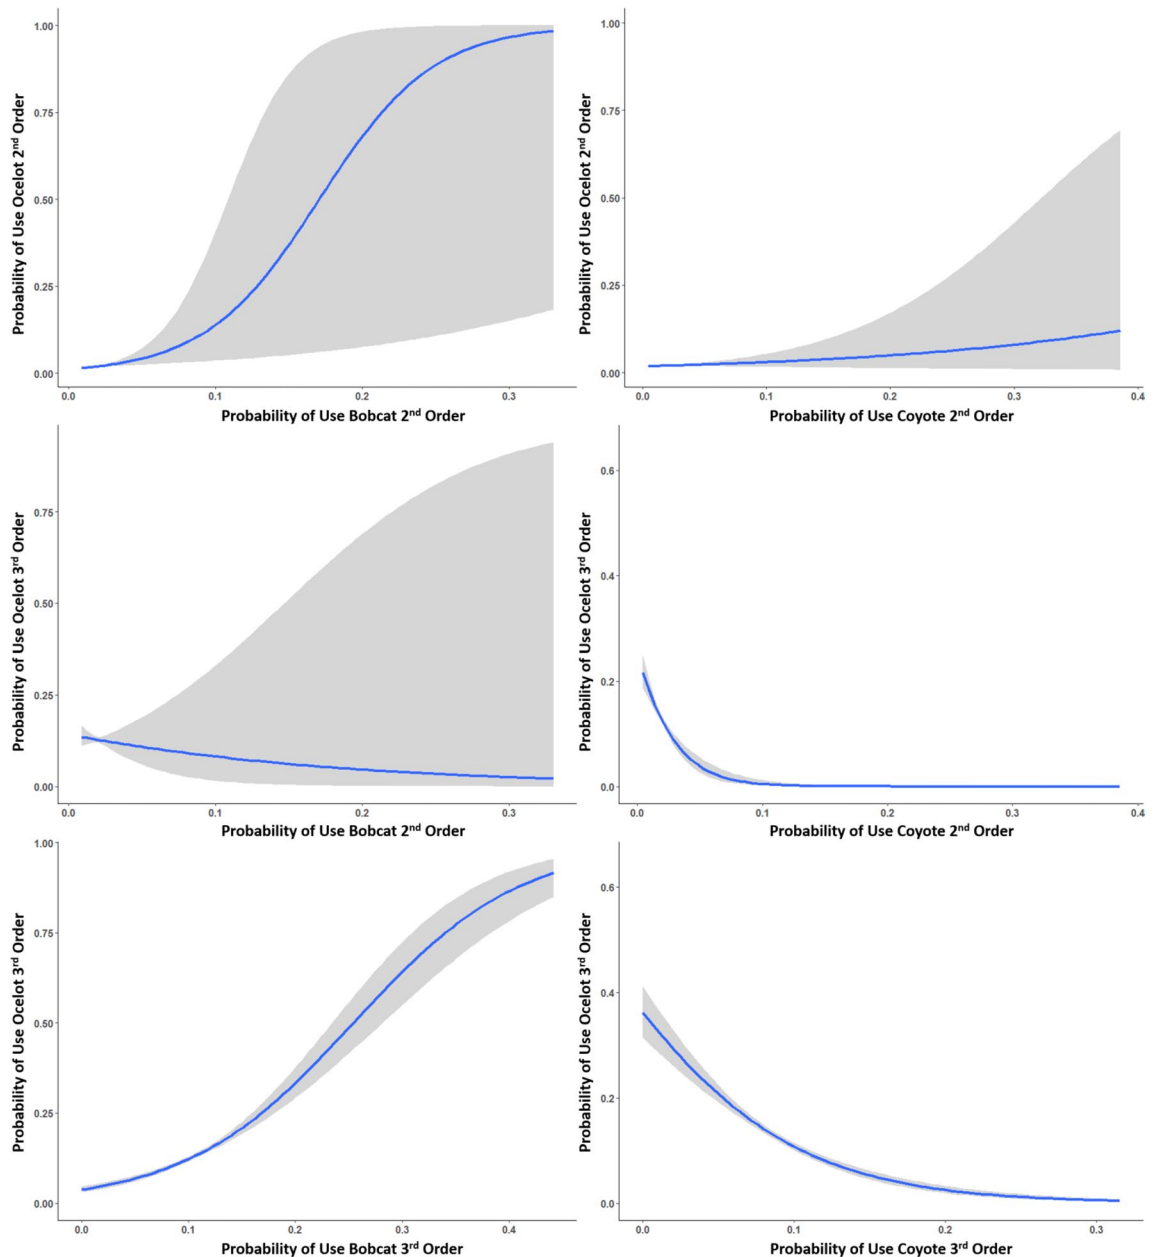 1.00
0.75
0.50
0.25
0.00
Probability of Use Ocelot 2nd Order
0.0 0.1 0.2 0.3
Probability of Use Bobcat 2nd Order
1.00
0.75
0.50
0.25
0.00
Probability of Use Ocelot 2nd Order
0.0 0.1 0.2 0.3 0.4
Probability of Use Coyote 2nd Order
0.75
0.50
0.25
0.00
Probability of Use Ocelot 3rd Order
0.0 0.1 0.2 0.3
Probability of Use Bobcat 2nd Order
0.6
0.4
0.2
0.0
Probability of Use Ocelot 3rd Order
0.0 0.1 0.2 0.3 0.4
Probability of Use Coyote 2nd Order
1.00
0.75
0.50
0.25
0.00
Probability of Use Ocelot 3rd Order
0.0 0.1 0.2 0.3 0.4
Probability of Use Bobcat 3rd Order
0.6
0.4
0.2
0.0
Probability of Use Ocelot 3rd Order
0.0 0.1 0.2 0.3
Probability of Use Coyote 3rd Order